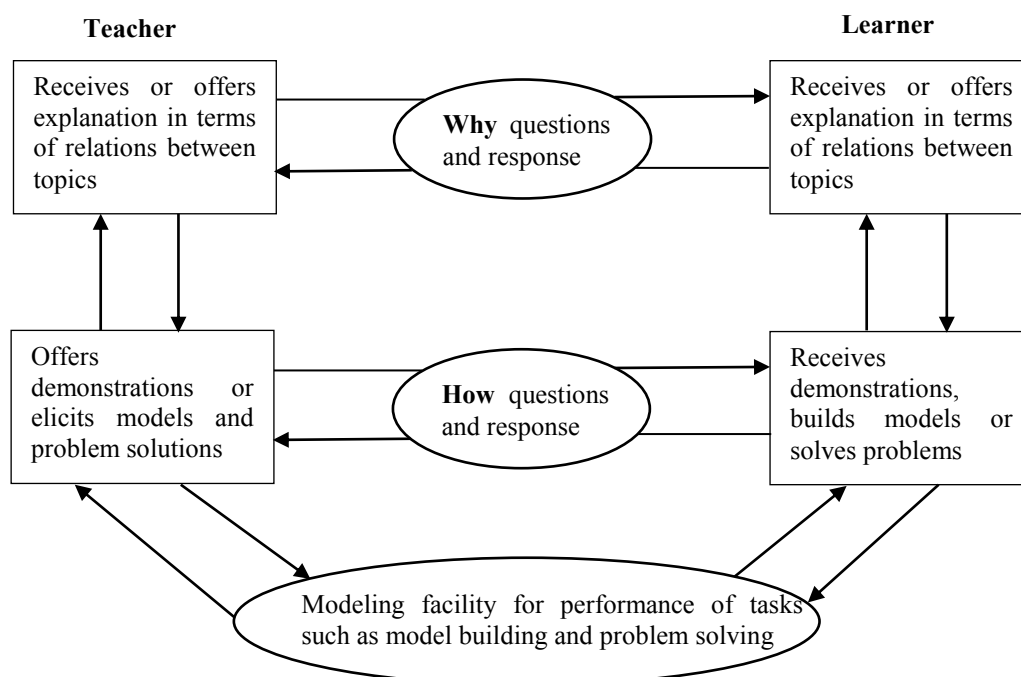 Teacher
Learner
Receives or offers
explanation in terms
of relations between
topics
Why questions
and response
Receives or offers
explanation in terms
of relations between
topics
Offers
demonstrations or
elicits models and
problem solutions
How questions
and response
Receives
demonstrations,
builds models or
solves problems
Modeling facility for performance of tasks
such as model building and problem solving